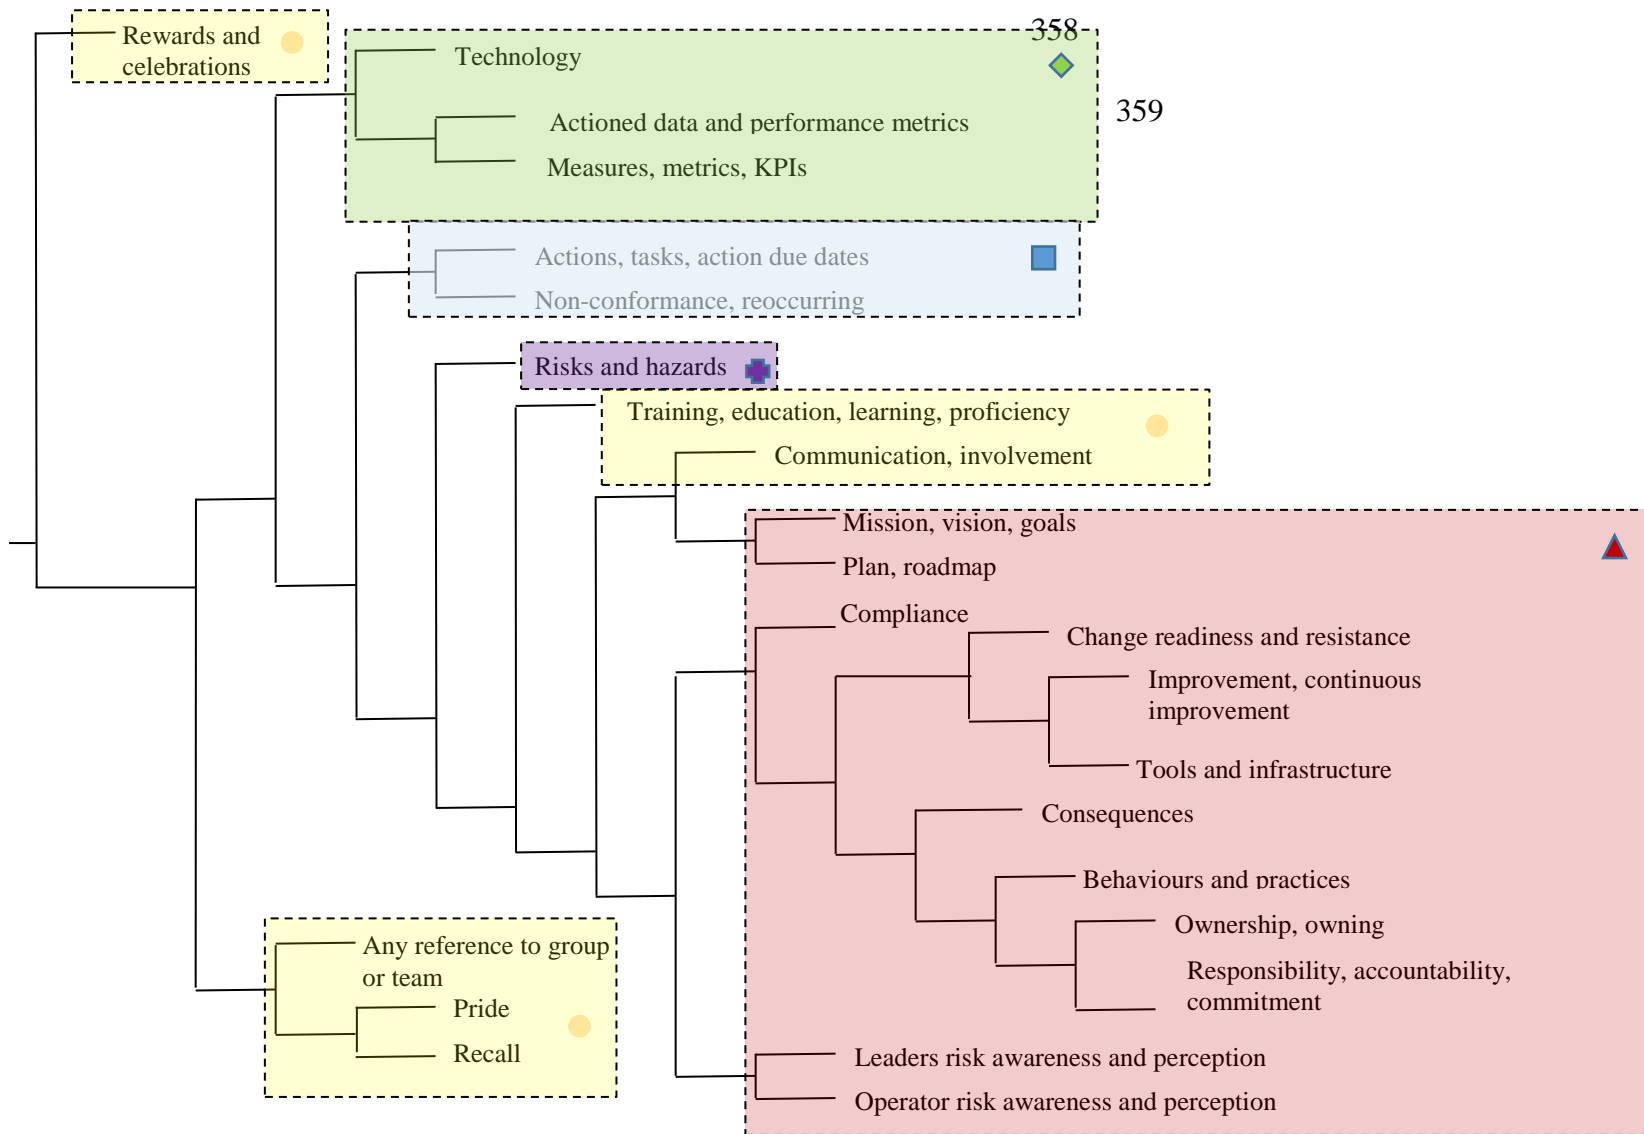 358
Rewards and
celebrations
Technology
359
Actioned data and performance metrics
Measures, metrics, KPIs
Actions, tasks, action due dates
Non-conformance, reoccurring
Risks and hazards
Training, education, learning, proficiency
Communication, involvement
Mission, vision, goals
Plan, roadmap
Compliance
Change readiness and resistance
Improvement, continuous
improvement
Tools and infrastructure
Consequences
Behaviours and practices
Ownership, owning
Any reference to group
or team
Responsibility, accountability,
commitment
Pride
Recall
Leaders risk awareness and perception
Operator risk awareness and perception